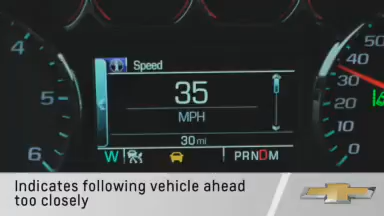 Speed
35
MPH
30 mi
W PRNDM
4
5
6
50
30
20
10
0
Indicates following vehicle ahead
too closely